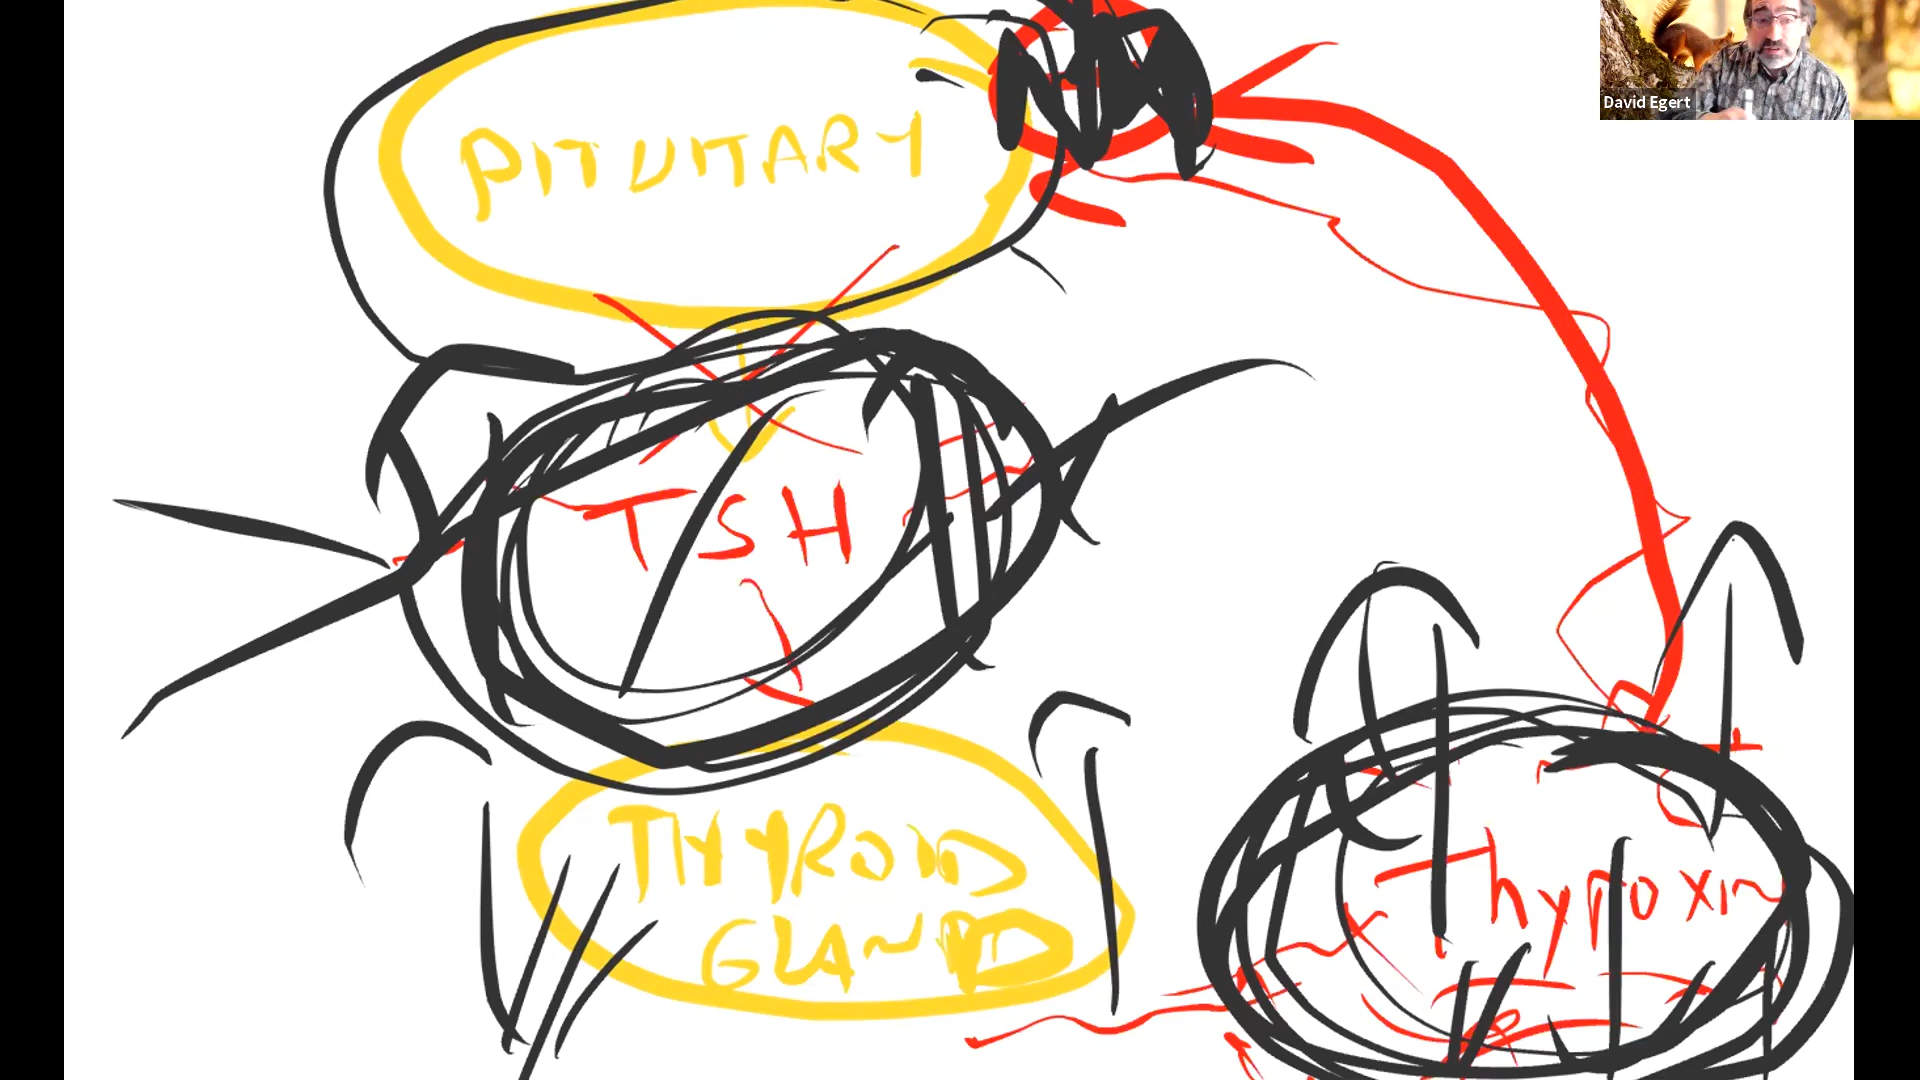 David Egert
PITUITARY
TSH
THYROID
GLAND
Thyroxin